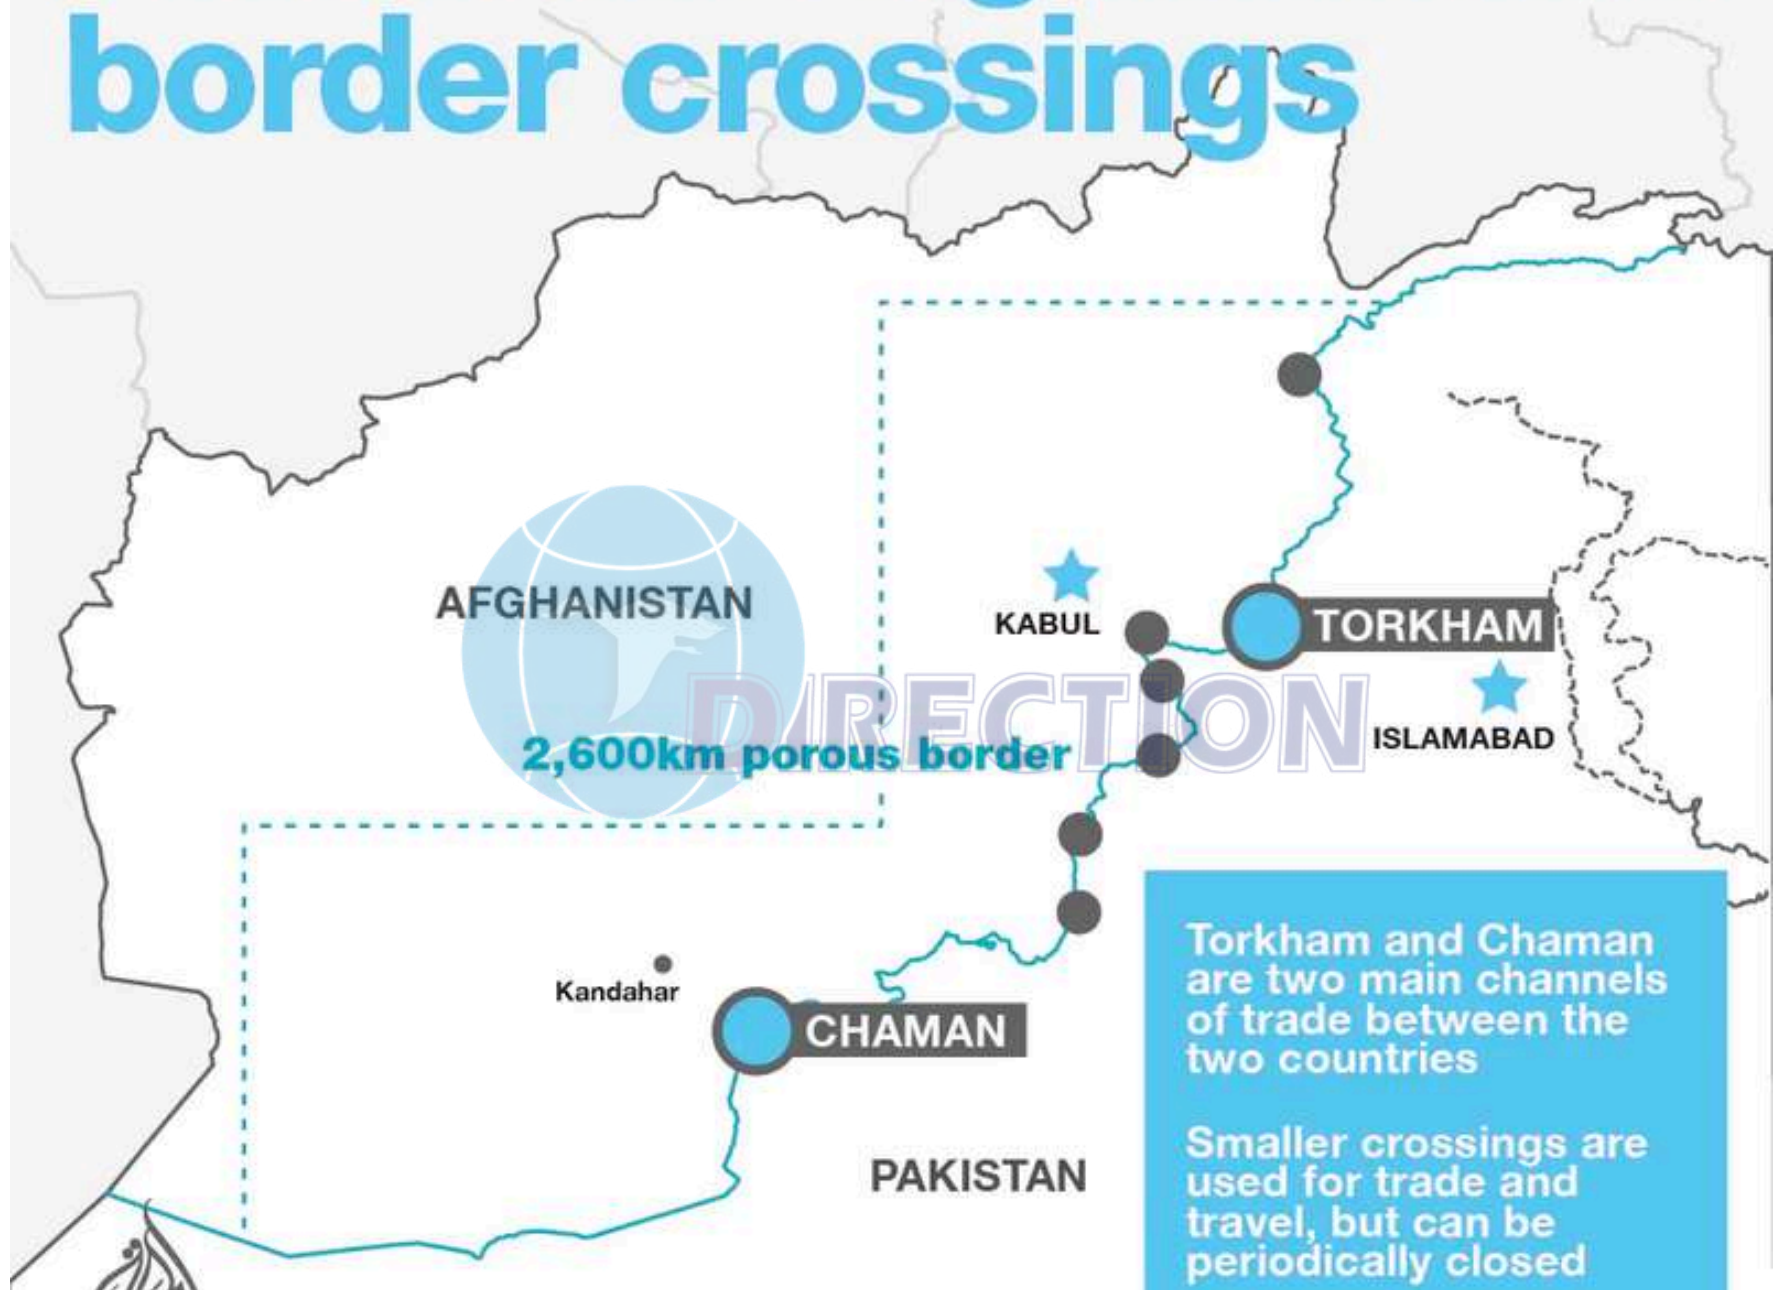 border crossings
AFGHANISTAN
KABUL
TORKHAM
DIRECTION
ISLAMABAD
2,600km porous border
Kandahar
CHAMAN
PAKISTAN
Torkham and Chaman
are two main channels
of trade between the
two countries
Smaller crossings are
used for trade and
travel, but can be
periodically closed